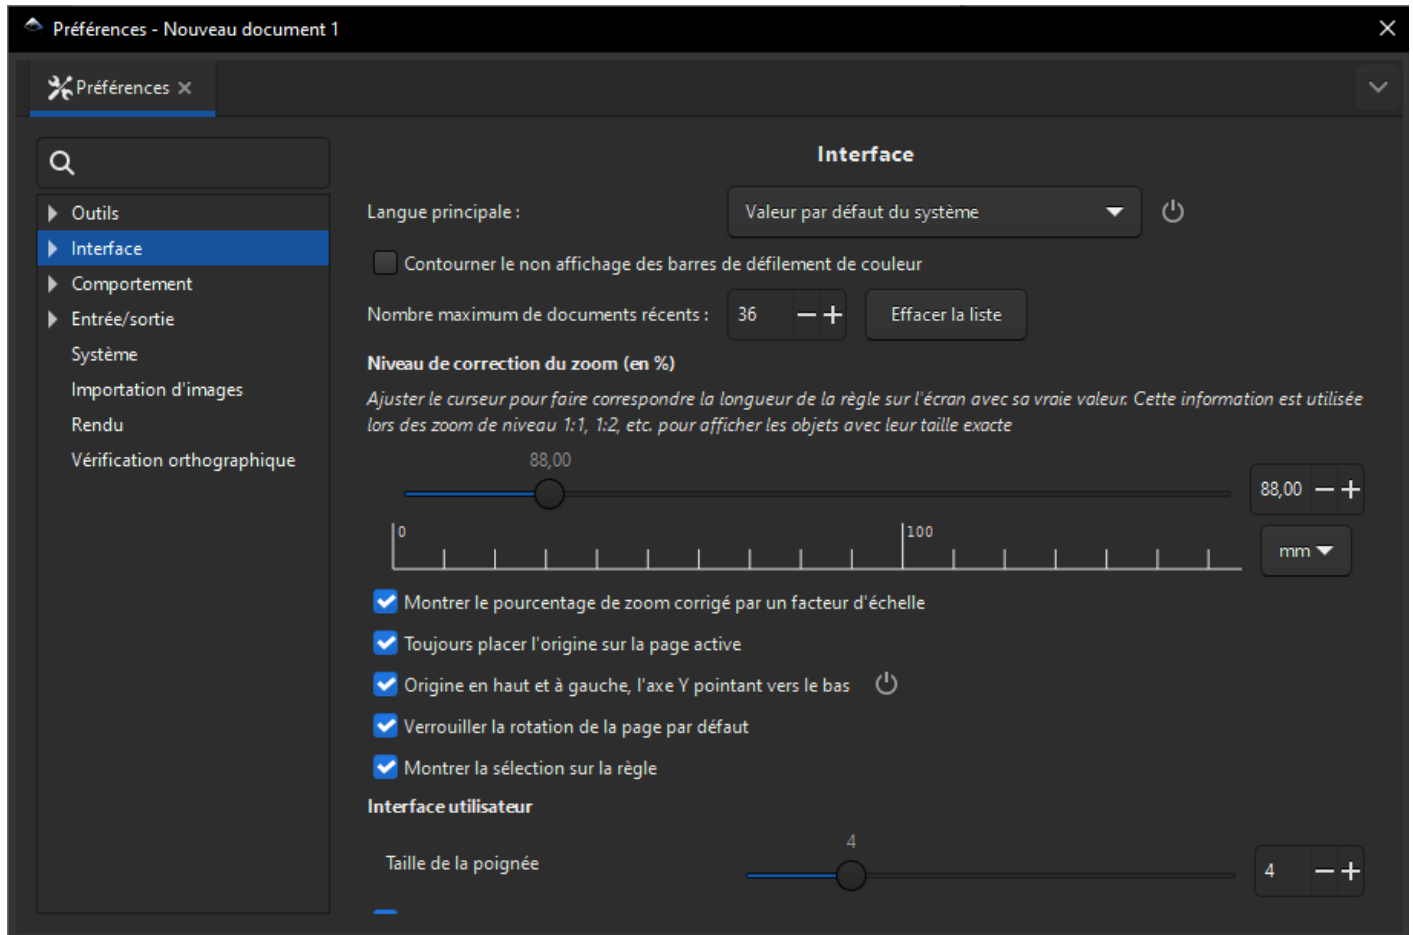 Préférences - Nouveau document 1
Préférences
Interface
Outils
Interface
Comportement
Entrée/sortie
Système
Importation d'images
Rendu
Vérification orthographique
Langue principale :
Valeur par défaut du système
Contourner le non affichage des barres de défilement de couleur
Nombre maximum de documents récents :
36
Effacer la liste
Niveau de correction du zoom (en %)
Ajuster le curseur pour faire correspondre la longueur de la règle sur l'écran avec sa vraie valeur. Cette information est utilisée
lors des zoom de niveau 1:1, 1:2, etc. pour afficher les objets avec leur taille exacte
88,00
88,00
0
100
mm
Montrer le pourcentage de zoom corrigé par un facteur d'échelle
Toujours placer l'origine sur la page active
Origine en haut et à gauche, l'axe Y pointant vers le bas
Verrouiller la rotation de la page par défaut
Montrer la sélection sur la règle
Interface utilisateur
4
Taille de la poignée
4